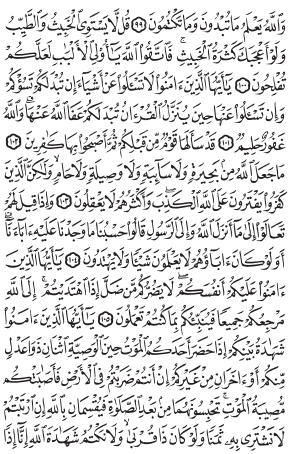 وَٱللَّهُ يَعْلَمُ مَا تُبْدُونَ وَمَا تَكْتُمُونَ ٩٩ قُل لَّا يَسْتَوِى ٱلْخَبِيثُ وَٱلطَّيِّبُ
وَلَوْ أَعْجَبَكَ كَثْرَةُ ٱلْخَبِيثِ ۚ فَٱتَّقُوا۟ ٱللَّهَ يَٰٓأُو۟لِى ٱلْأَلْبَٰبِ لَعَلَّكُمْ
تُفْلِحُونَ ١٠٠ يَٰٓأَيُّهَا ٱلَّذِينَ ءَامَنُوا۟ لَا تَسْـَٔلُوا۟ عَنْ أَشْيَآءَ إِن تُبْدَ لَكُمْ تَسُؤْكُمْ
وَإِن تَسْـَٔلُوا۟ عَنْهَا حِينَ يُنَزَّلُ ٱلْقُرْءَانُ تُبْدَ لَكُمْ عَفَا ٱللَّهُ عَنْهَا ۗ وَٱللَّهُ
غَفُورٌ حَلِيمٌ ١٠١ قَدْ سَأَلَهَا قَوْمٌ مِّن قَبْلِكُمْ ثُمَّ أَصْبَحُوا۟ بِهَا كَٰفِرِينَ ١٠٢
مَا جَعَلَ ٱللَّهُ مِنۢ بَحِيرَةٍ وَلَا سَآئِبَةٍ وَلَا وَصِيلَةٍ وَلَا حَامٍ ۙ وَلَٰكِنَّ ٱلَّذِينَ
كَفَرُوا۟ يَفْتَرُونَ عَلَى ٱللَّهِ ٱلْكَذِبَ ۖ وَأَكْثَرُهُمْ لَا يَعْقِلُونَ ١٠٣ وَإِذَا قِيلَ لَهُمْ
تَعَالَوْا۟ إِلَىٰ مَآ أَنزَلَ ٱللَّهُ وَإِلَى ٱلرَّسُولِ قَالُوا۟ حَسْبُنَا مَا وَجَدْنَا عَلَيْهِ ءَابَآءَنَآ ۚ
أَوَلَوْ كَانَ ءَابَآؤُهُمْ لَا يَعْلَمُونَ شَيْـًٔا وَلَا يَهْتَدُونَ ١٠٤ يَٰٓأَيُّهَا ٱلَّذِينَ
ءَامَنُوا۟ عَلَيْكُمْ أَنفُسَكُمْ ۖ لَا يَضُرُّكُم مَّن ضَلَّ إِذَا ٱهْتَدَيْتُمْ ۚ إِلَى ٱللَّهِ
مَرْجِعُكُمْ جَمِيعًا فَيُنَبِّئُكُم بِمَا كُنتُمْ تَعْمَلُونَ ١٠٥ يَٰٓأَيُّهَا ٱلَّذِينَ ءَامَنُوا۟
شَهَٰدَةُ بَيْنِكُمْ إِذَا حَضَرَ أَحَدَكُمُ ٱلْمَوْتُ حِينَ ٱلْوَصِيَّةِ ٱثْنَانِ ذَوَا عَدْلٍ
مِّنكُمْ أَوْ ءَاخَرَانِ مِنْ غَيْرِكُمْ إِنْ أَنتُمْ ضَرَبْتُمْ فِى ٱلْأَرْضِ فَأَصَٰبَتْكُم
مُّصِيبَةُ ٱلْمَوْتِ ۚ تَحْبِسُونَهُمَا مِنۢ بَعْدِ ٱلصَّلَوٰةِ فَيُقْسِمَانِ بِٱللَّهِ إِنِ ٱرْتَبْتُمْ
لَا نَشْتَرِى بِهِۦ ثَمَنًا وَلَوْ كَانَ ذَا قُرْبَىٰ ۙ وَلَا نَكْتُمُ شَهَٰدَةَ ٱللَّهِ إِنَّآ إِذًا